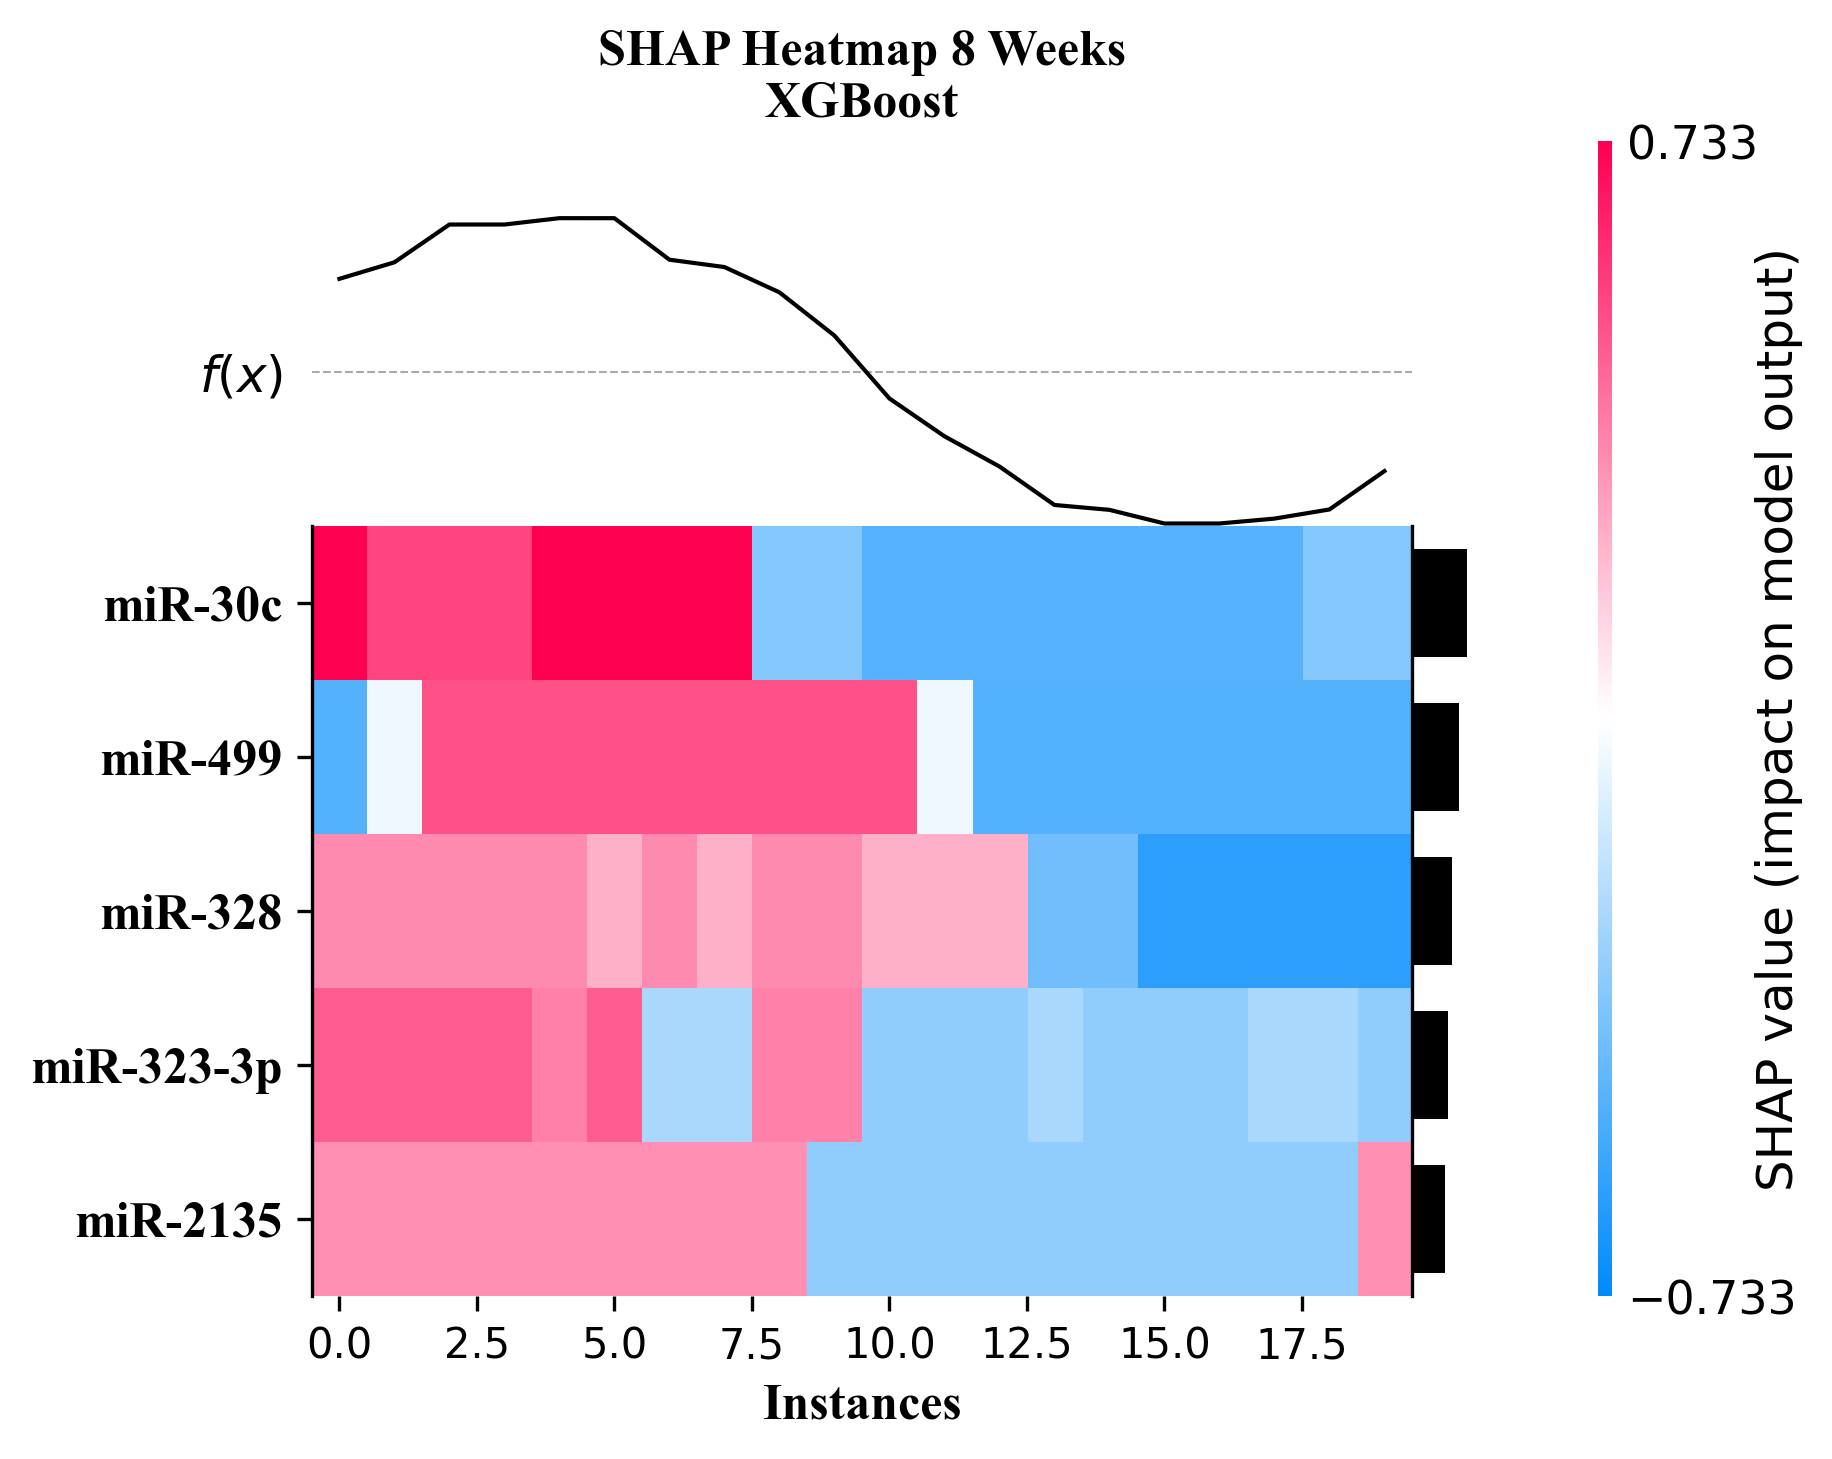 SHAP Heatmap 8 Weeks
XGBoost
0.733
f(x)
miR-30c
miR-499
miR-328
miR-323-3p
miR-2135
SHAP value (impact on model output)
−0.733
0.0 2.5 5.0 7.5 10.0 12.5 15.0 17.5
Instances